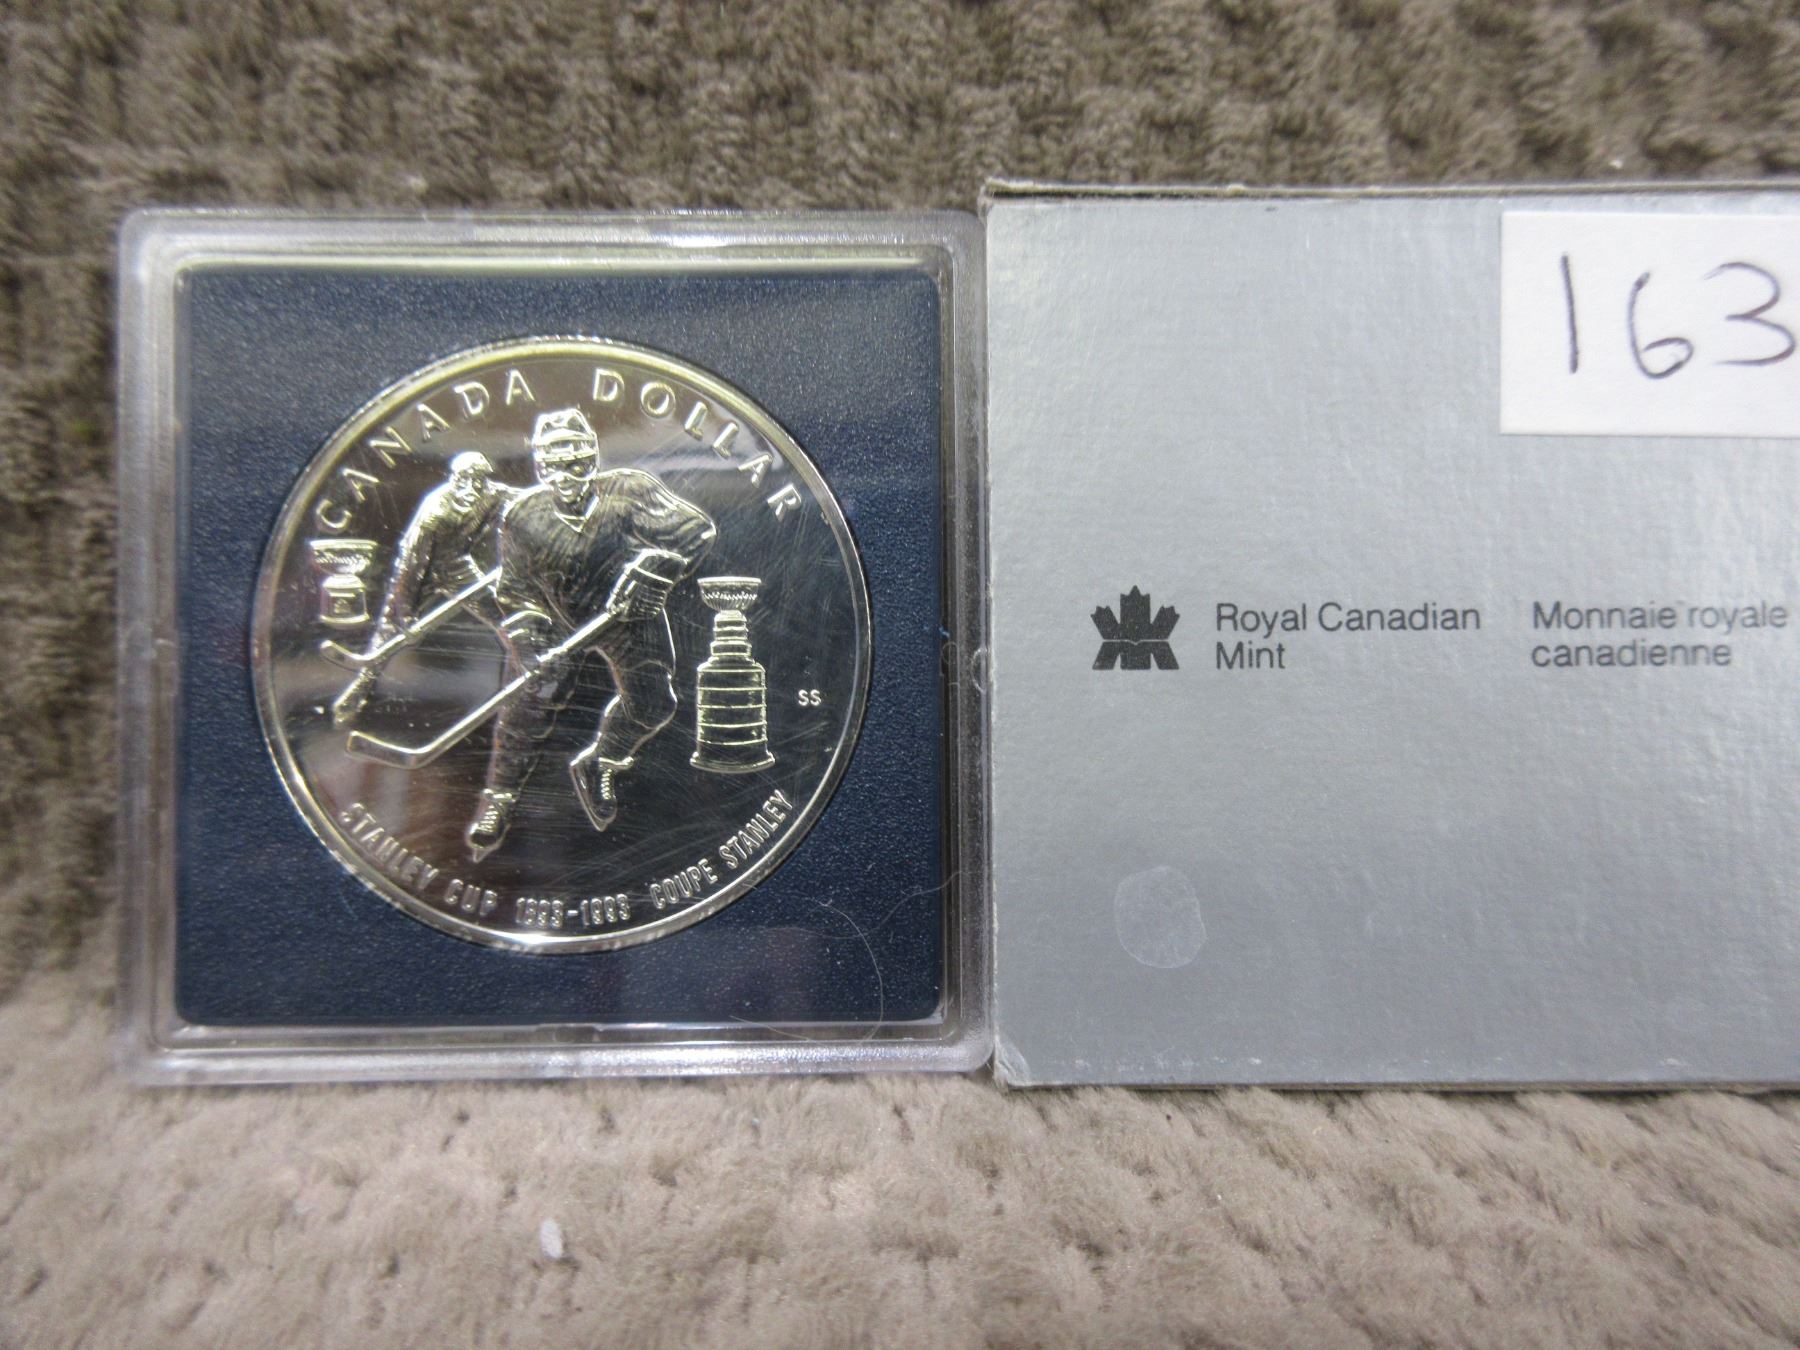 CANADA DOLLAR
SS
STANLEY CUP 1893-1993 COUPE STANLEY
163
Royal Canadian
Mint
Monnaie royale
canadienne